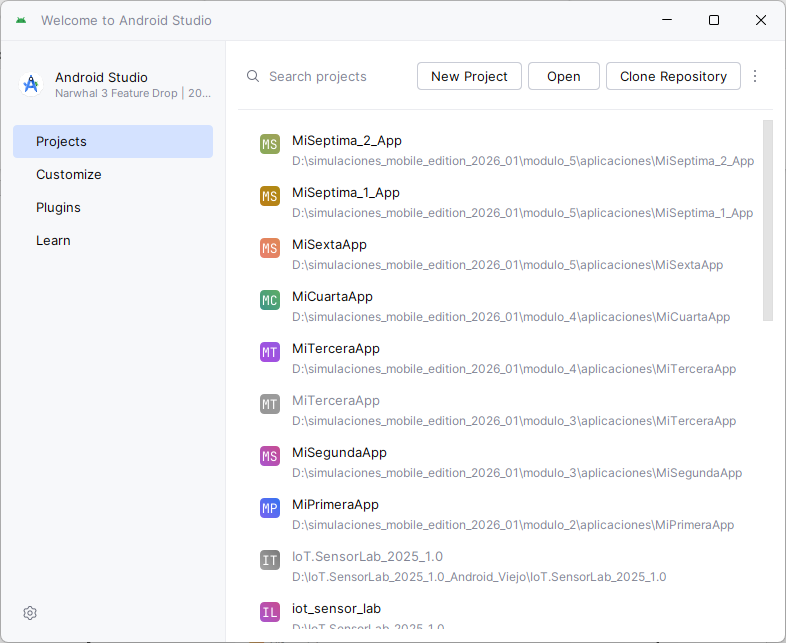 Welcome to Android Studio
Android Studio
Narwhal 3 Feature Drop | 20...
Projects
Customize
Plugins
Learn
Search projects
New Project
Open
Clone Repository
MS
MiSeptima_2_App
D:\simulaciones_mobile_edition_2026_01\modulo_5\aplicaciones\MiSeptima_2_App
MS
MiSeptima_1_App
D:\simulaciones_mobile_edition_2026_01\modulo_5\aplicaciones\MiSeptima_1_App
MS
MiSextaApp
D:\simulaciones_mobile_edition_2026_01\modulo_5\aplicaciones\MiSextaApp
MC
MiCuartaApp
D:\simulaciones_mobile_edition_2026_01\modulo_4\aplicaciones\MiCuartaApp
MT
MiTerceraApp
D:\simulaciones_mobile_edition_2026_01\modulo_4\aplicaciones\MiTerceraApp
MT
MiTerceraApp
D:\simulaciones_mobile_edition_2026_01\modulo_3\aplicaciones\MiTerceraApp
MS
MiSegundaApp
D:\simulaciones_mobile_edition_2026_01\modulo_3\aplicaciones\MiSegundaApp
MP
MiPrimeraApp
D:\simulaciones_mobile_edition_2026_01\modulo_2\aplicaciones\MiPrimeraApp
IT
IoT.SensorLab_2025_1.0
D:\IoT.SensorLab_2025_1.0_Android_Viejo\IoT.SensorLab_2025_1.0
IL
iot_sensor_lab
D:\IoT.SensorLab_2025_1.0